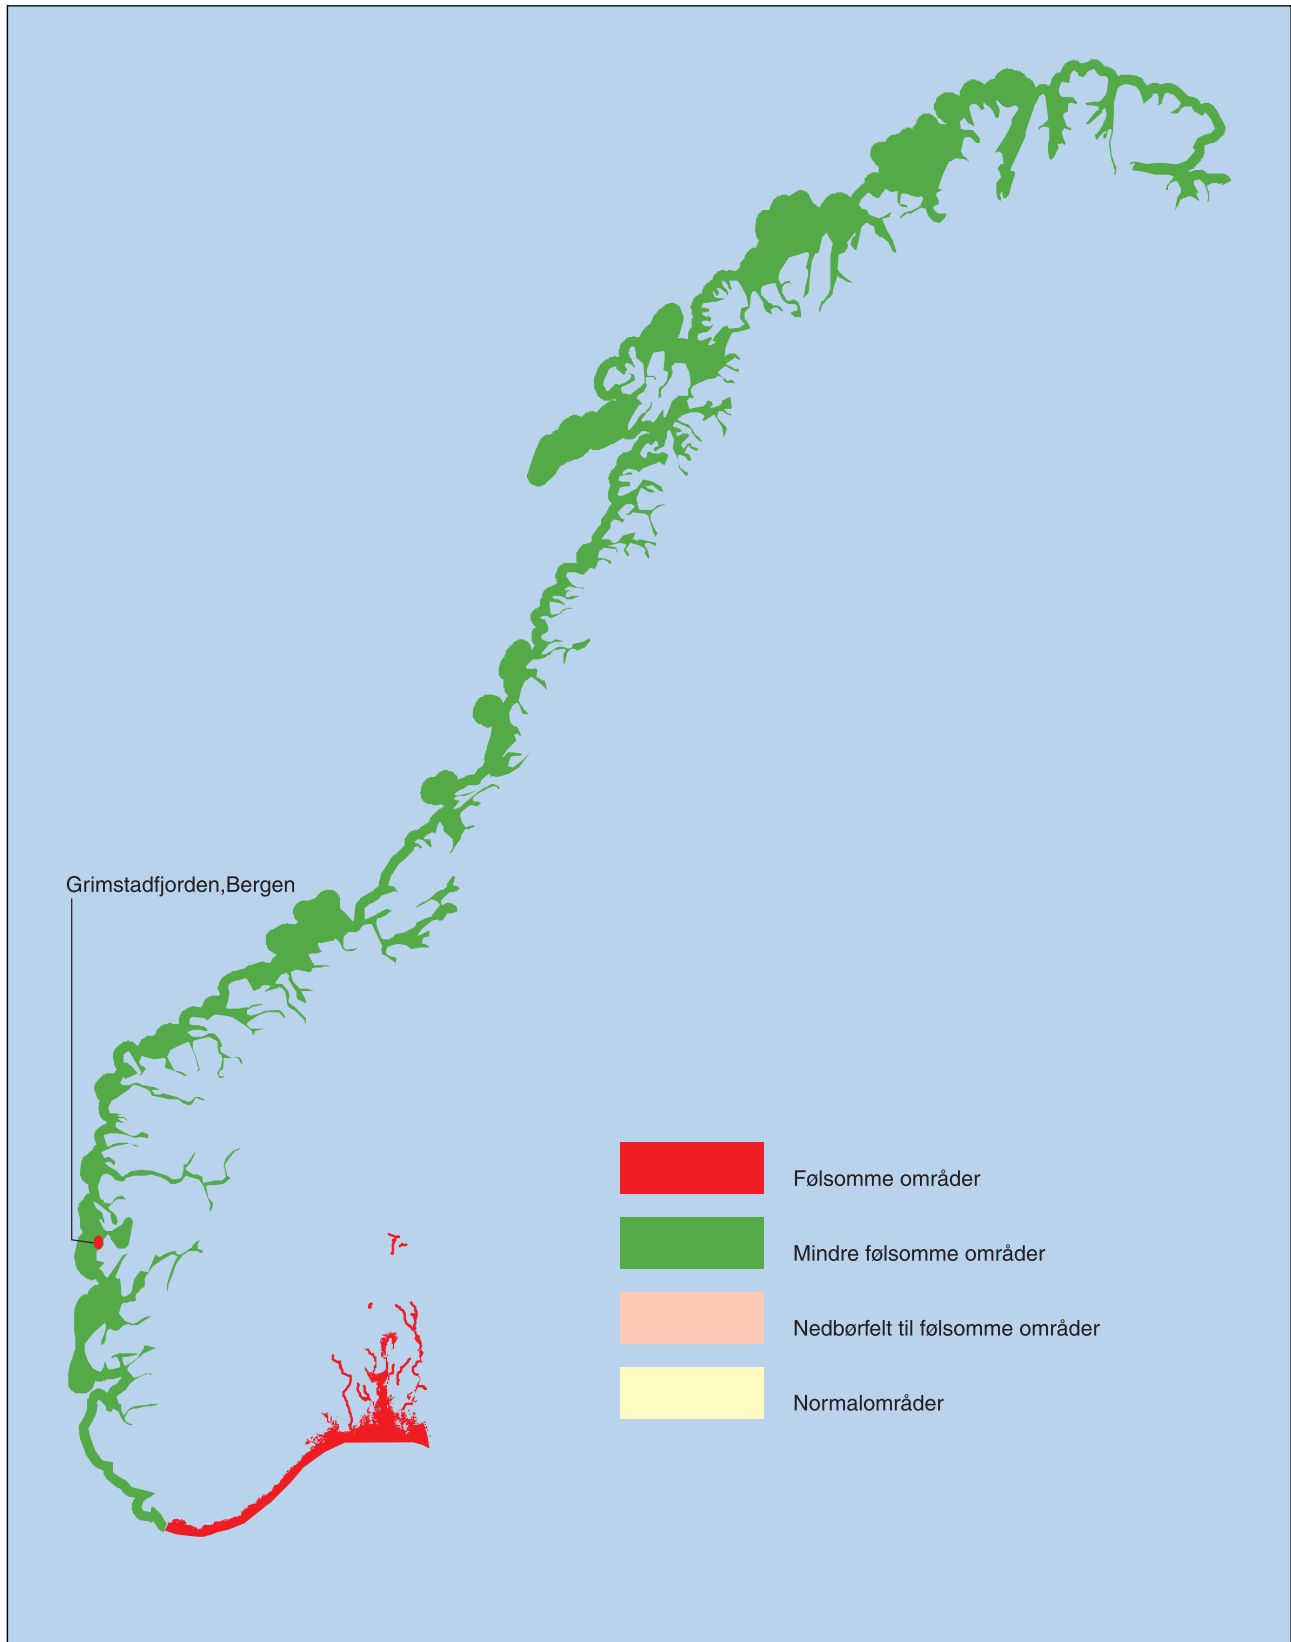 Grimstadfjorden,Bergen
Følsomme områder
Mindre følsomme områder
Nedbørfelt til følsomme områder
Normalområder